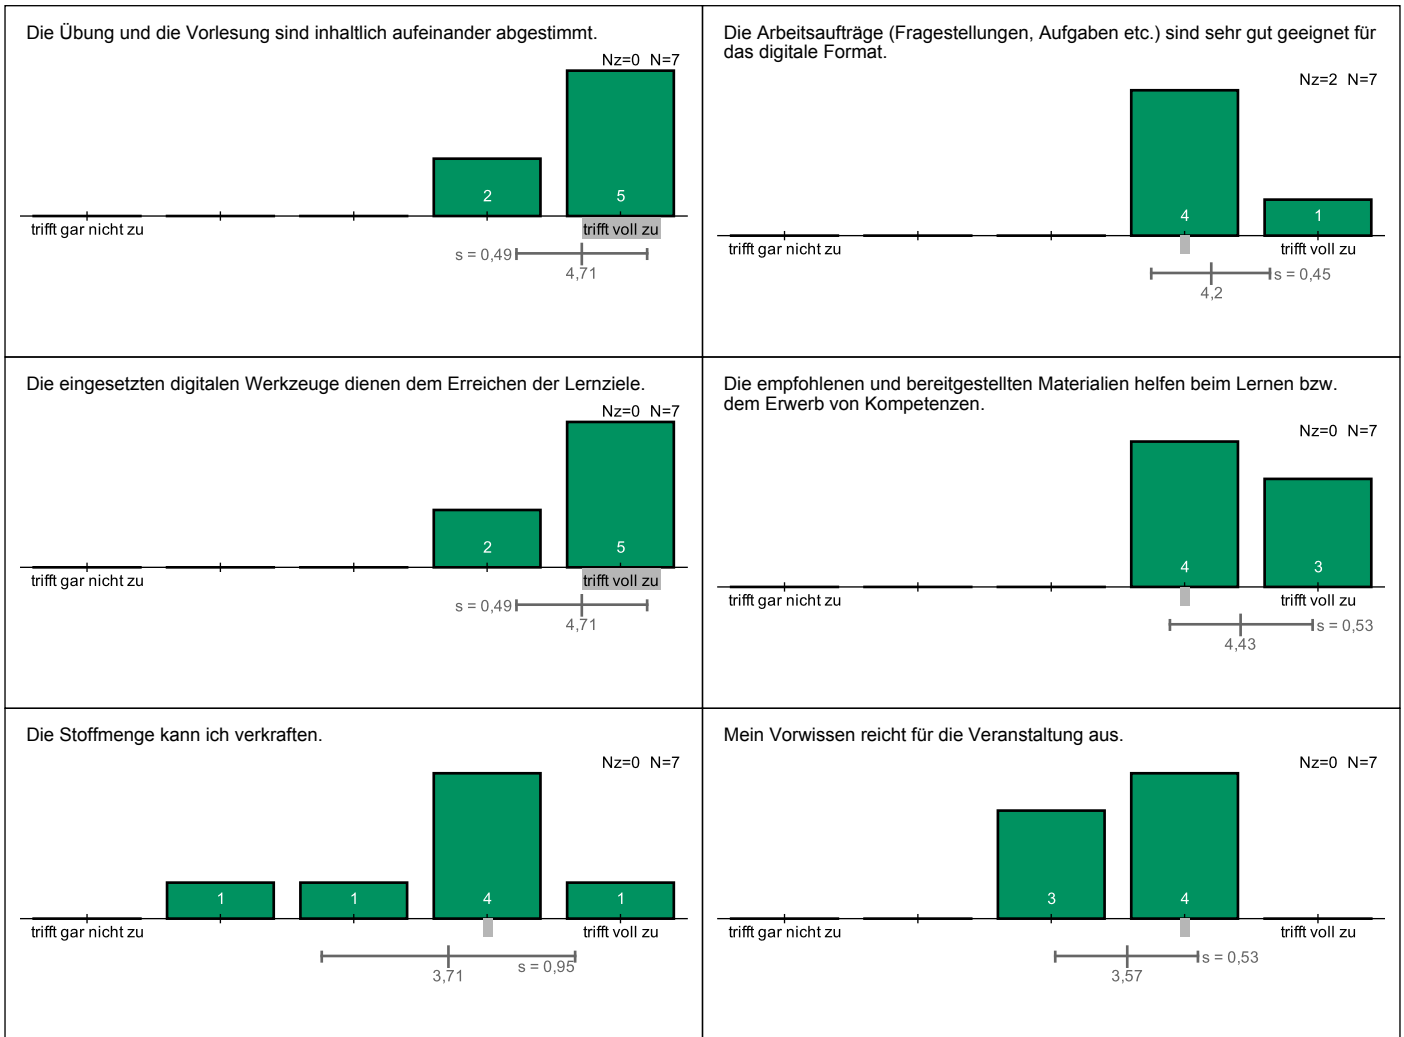 Die Übung und die Vorlesung sind inhaltlich aufeinander abgestimmt.
Nz=0 N=7
2
5
trifft gar nicht zu
trifft voll zu
s = 0,49
4,71
Die Arbeitsaufträge (Fragestellungen, Aufgaben etc.) sind sehr gut geeignet für
das digitale Format.
Nz=2 N=7
4
1
trifft gar nicht zu
trifft voll zu
s = 0,45
4,2
Die eingesetzten digitalen Werkzeuge dienen dem Erreichen der Lernziele.
Nz=0 N=7
2
5
trifft gar nicht zu
trifft voll zu
s = 0,49
4,71
Die empfohlenen und bereitgestellten Materialien helfen beim Lernen bzw.
dem Erwerb von Kompetenzen.
Nz=0 N=7
4
3
trifft gar nicht zu
trifft voll zu
s = 0,53
4,43
Die Stoffmenge kann ich verkraften.
Nz=0 N=7
1
1
4
1
trifft gar nicht zu
trifft voll zu
s = 0,95
3,71
Mein Vorwissen reicht für die Veranstaltung aus.
Nz=0 N=7
3
4
trifft gar nicht zu
trifft voll zu
s = 0,53
3,57